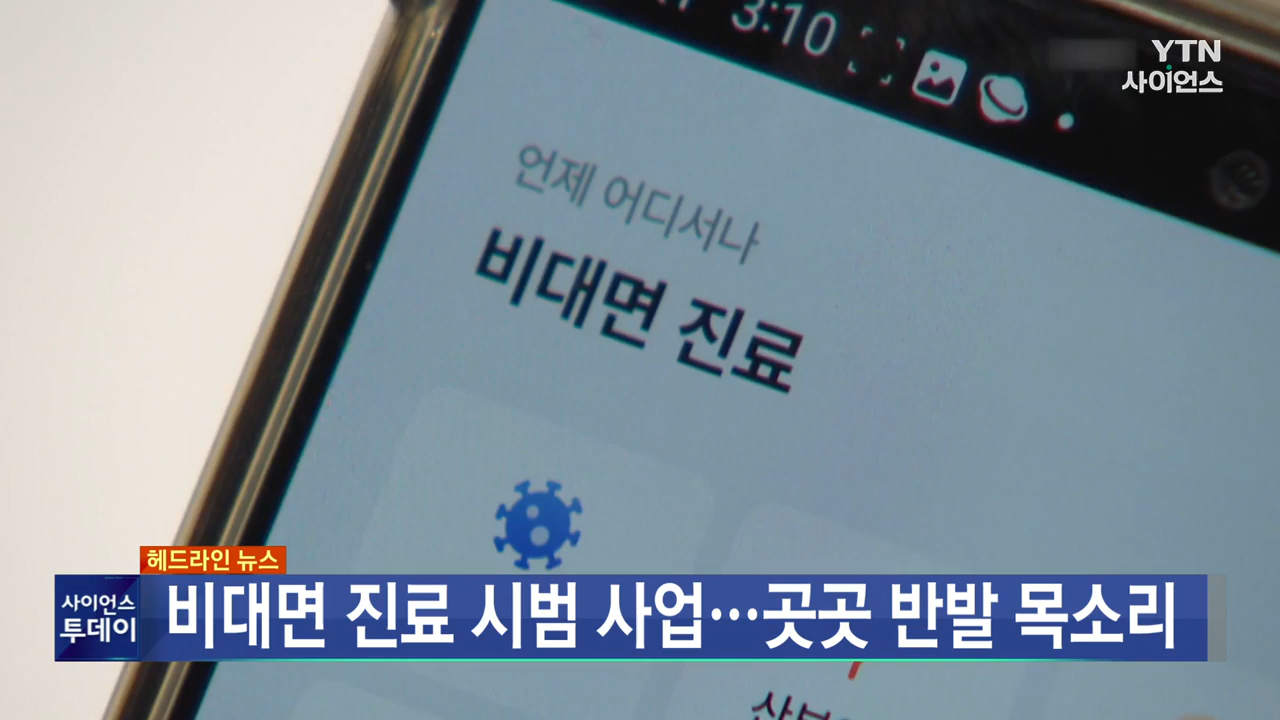 3:10
YTN
사이언스
언제 어디서나
비대면 진료
헤드라인 뉴스
사이언스
투데이
비대면 진료 시범 사업…곳곳 반발 목소리